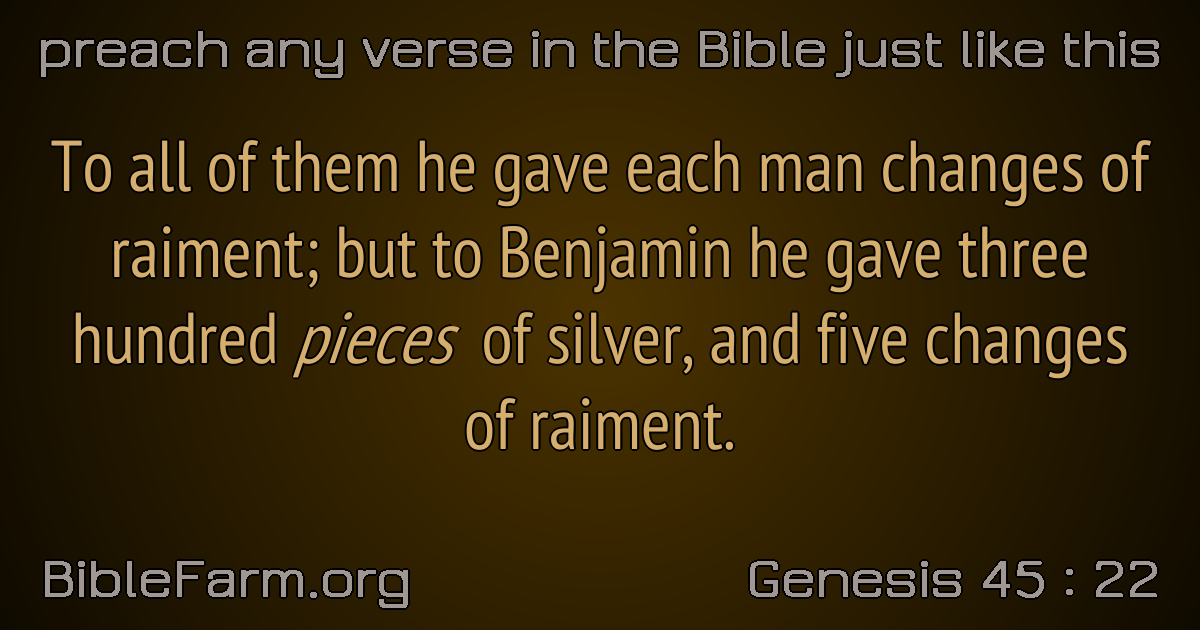 preach any verse in the Bible just like this
To all of them he gave each man changes of
raiment; but to Benjamin he gave three
hundred pieces of silver, and five changes
of raiment.
BibleFarm.org
Genesis 45 : 22